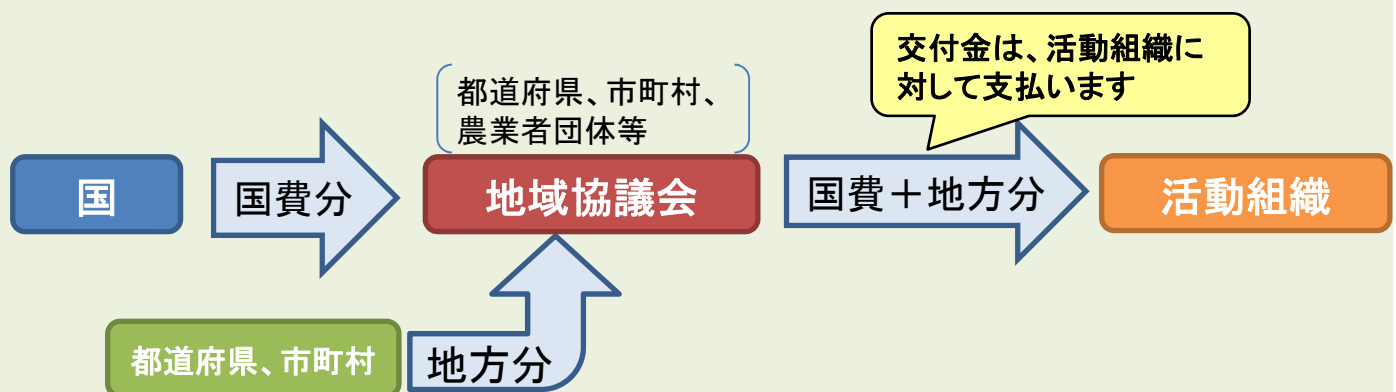 交付金は、活動組織に
対して支払います
都道府県、市町村、
農業者団体等
国
国費分
地域協議会
国費＋地方分
活動組織
都道府県、市町村
地方分